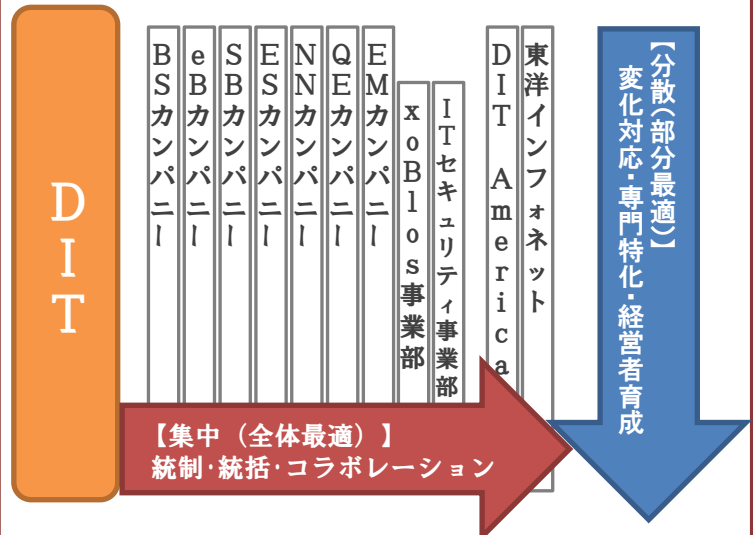 DIT
BSカンパニー
eBカンパニー
SBカンパニー
ESカンパニー
NNカンパニー
QEカンパニー
EMカンパニー
xoBlos事業部
ITセキュリティ事業部
DIT America
東洋インフォネット
【分散(部分最適)】
変化対応・専門特化・経営者育成
【集中（全体最適）】
統制・統括・コラボレーション